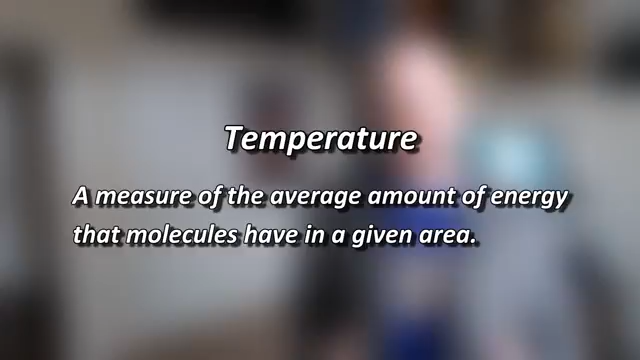 Temperature
A measure of the average amount of energy
that molecules have in a given area.